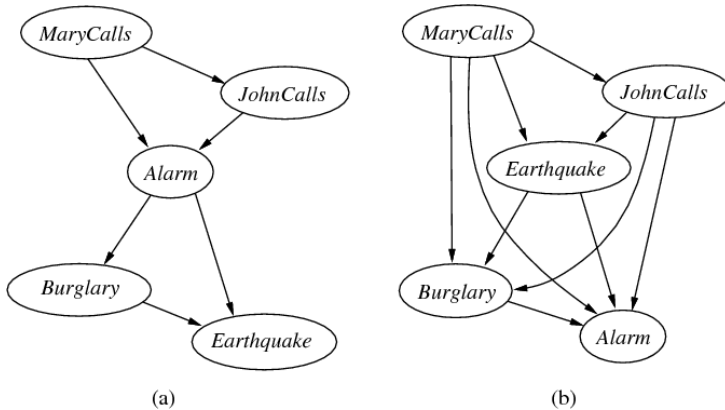 MaryCalls
JohnCalls
Alarm
Burglary
Earthquake
(a)
MaryCalls
JohnCalls
Earthquake
Burglary
Alarm
(b)